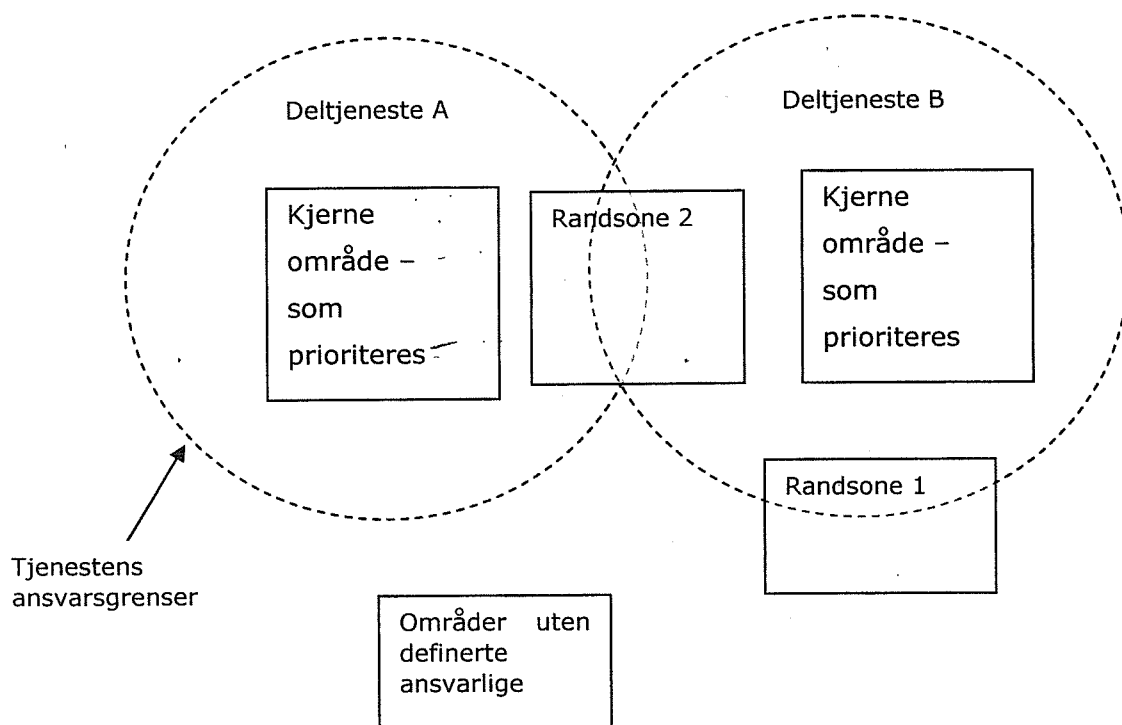 Deltjeneste A
Deltjeneste B
Kjerne
område –
som
prioriteres
Randsone 2
Kjerne
område –
som
prioriteres
Randsone 1
Tjenestens
ansvarsgrenser
Områder uten
definerte
ansvarlige